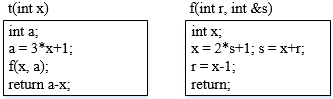 t(int x)
int a;
a = 3*x+1;
f(x, a);
return a-x;
f(int r, int &s)
int x;
x = 2*s+1; s = x+r;
r = x-1;
return;